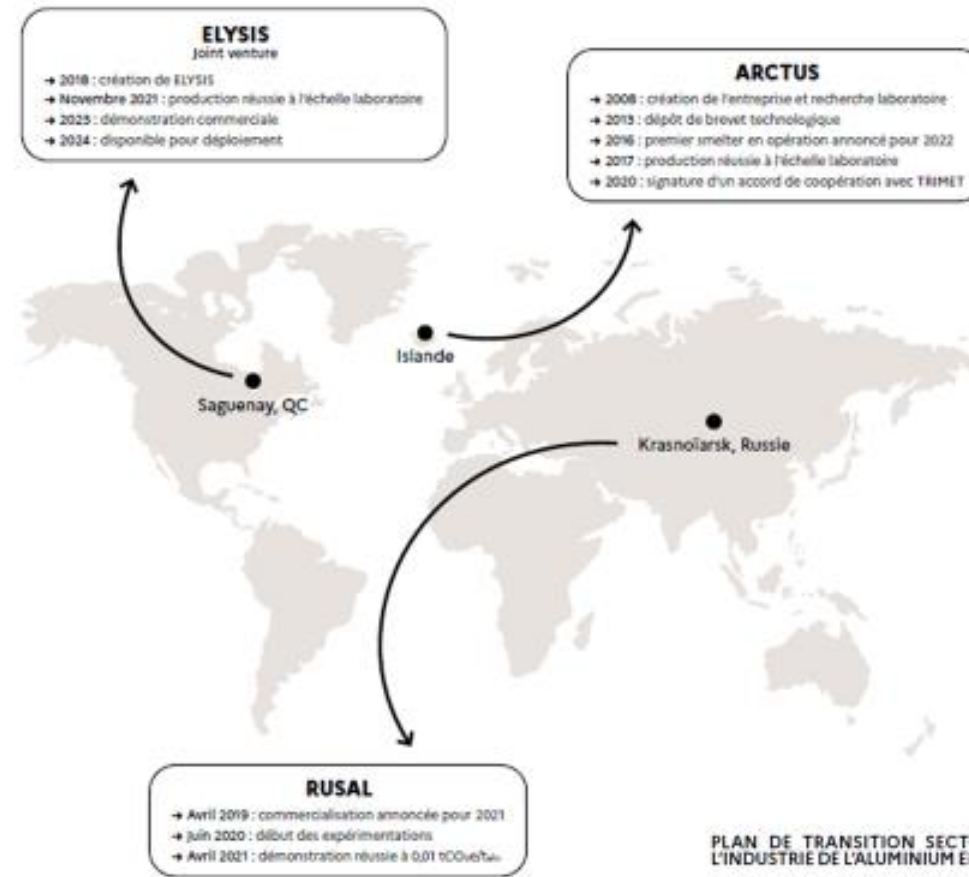 ELYSIS
Joint venture
→ 2018 : création de ELYSIS
→ Novembre 2021 : production réussie à l'échelle laboratoire
→ 2023 : démonstration commerciale
→ 2024 : disponible pour déploiement
ARCTUS
→ 2008 : création de l'entreprise et recherche laboratoire
→ 2013 : dépôt de brevet technologique
→ 2016 : premier smelter en opération annoncé pour 2022
→ 2017 : production réussie à l'échelle laboratoire
→ 2020 : signature d'un accord de coopération avec TRIMET
Islande
Saguenay, QC
Krasnoïarsk, Russie
RUSAL
→ Avril 2019 : commercialisation annoncée pour 2021
→ Juin 2020 : début des expérimentations
→ Avril 2021 : démonstration réussie à 0,01
PLAN DE TRANSITION SECT
L'INDUSTRIE DE L'ALUMINIUM E